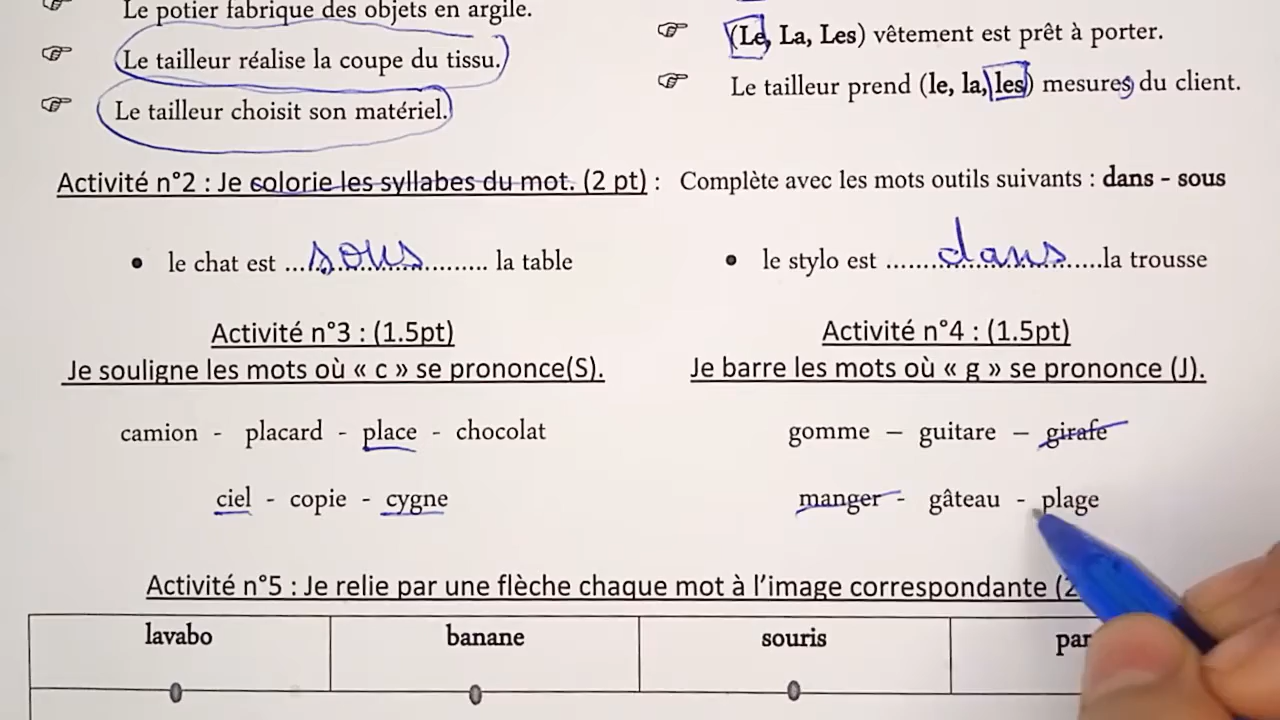 Le potier fabrique des objets en argile.
Le tailleur réalise la coupe du tissu.
Le tailleur choisit son matériel.
(Le, La, Les) vêtement est prêt à porter.
Le tailleur prend (le, la, les) mesures du client.
Activité n°2 : Je colorie les syllabes du mot. (2 pt) : Complète avec les mots outils suivants : dans - sous
• le chat est ... sous ... la table
• le stylo est ... dans ... la trousse
Activité n°3 : (1.5pt)
Je souligne les mots où « c » se prononce(S).
camion - placard - place - chocolat
ciel - copie - cygne
Activité n°4 : (1.5pt)
Je barre les mots où « g » se prononce (J).
gomme – guitare – girafe
manger - gâteau - plage
Activité n°5 : Je relie par une flèche chaque mot à l'image correspondante (2
lavabo banane souris